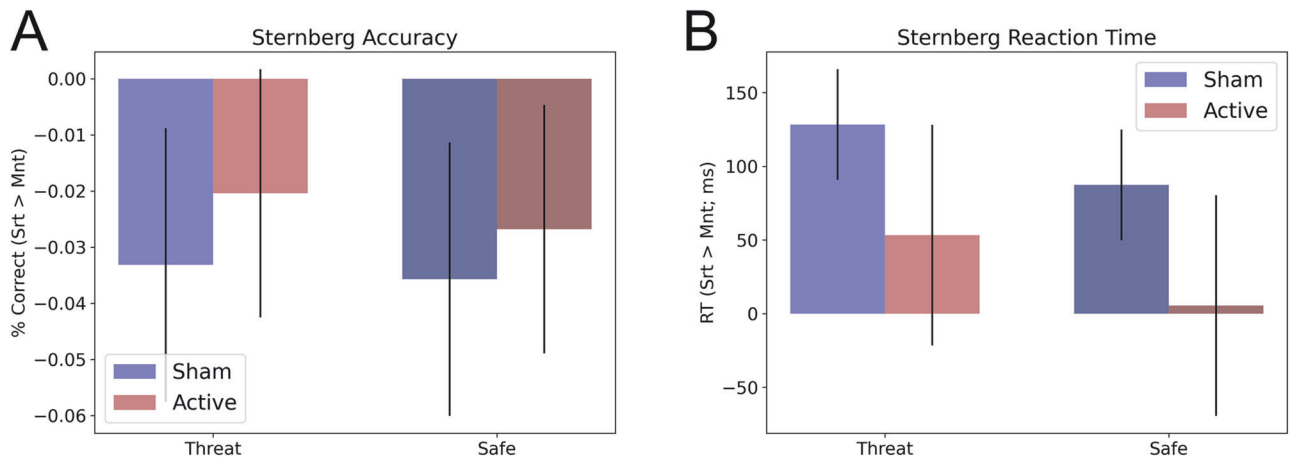 A
Sternberg Accuracy
% Correct (Srt > Mnt)
0.00
−0.01
−0.02
−0.03
−0.04
−0.05
−0.06
Sham
Active
Threat
Safe
B
Sternberg Reaction Time
RT (Srt > Mnt; ms)
150
100
50
0
−50
Sham
Active
Threat
Safe